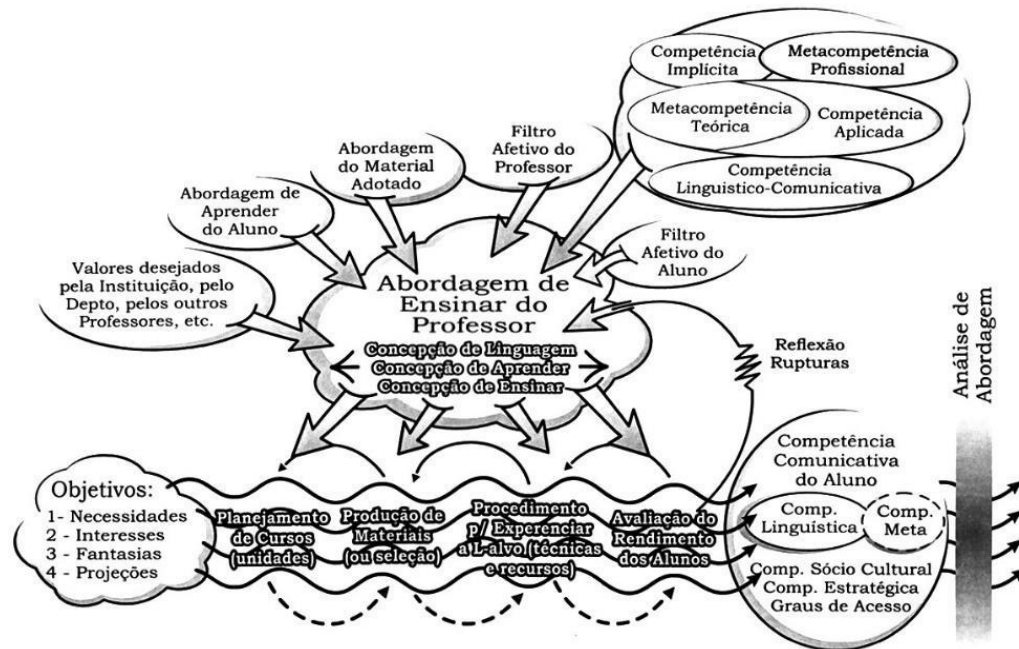 Competência
Implícita
Metacompetência
Profissional
Metacompetência
Teórica
Competência
Aplicada
Competência
Linguistico-Comunicativa
Filtro
Afetivo do
Professor
Abordagem
do Material
Adotado
Abordagem de
Aprender
do Aluno
Valores desejados
pela Instituição, pelo
Depto, pelos outros
Professores, etc.
Filtro
Afetivo do
Aluno
Abordagem de
Ensinar do
Professor
Concepção de Linguagem
Concepção de Aprender
Concepção de Ensinar
Reflexão
Rupturas
Análise de
Abordagem
Objetivos:
1- Necessidades
2 - Interesses
3 - Fantasias
4 - Projeções
Planejamento
de Cursos
(unidades)
Produção de
Materiais
(ou seleção)
Procedimento
p/ Experenciar
a L-alvo (técnicas
e recursos)
Avaliação do
Rendimento
dos Alunos
Competência
Comunicativa
do Aluno
Comp.
Linguística
Comp.
Meta
Comp. Sócio Cultural
Comp. Estratégica
Graus de Acesso